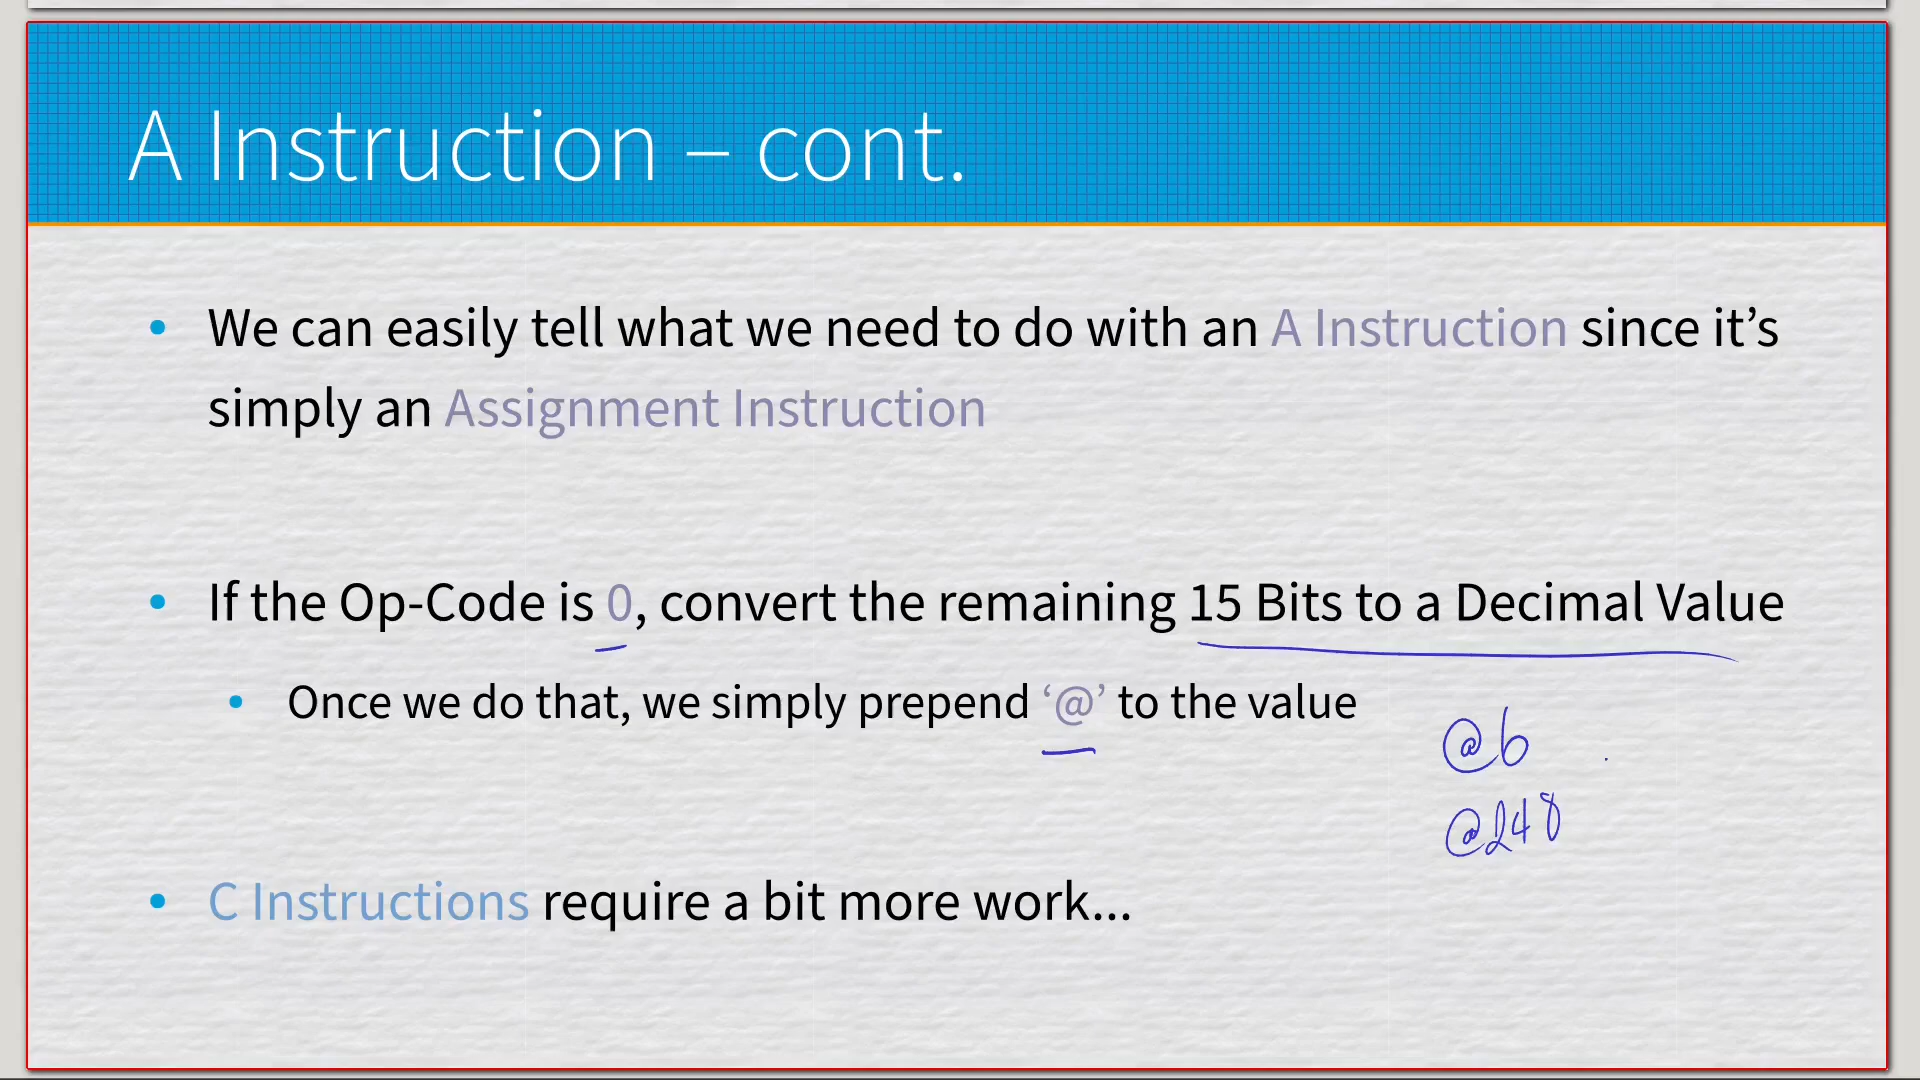 A Instruction – cont.
• We can easily tell what we need to do with an A Instruction since it’s
simply an Assignment Instruction
• If the Op-Code is 0, convert the remaining 15 Bits to a Decimal Value
• Once we do that, we simply prepend ‘@’ to the value
@6
@248
• C Instructions require a bit more work...